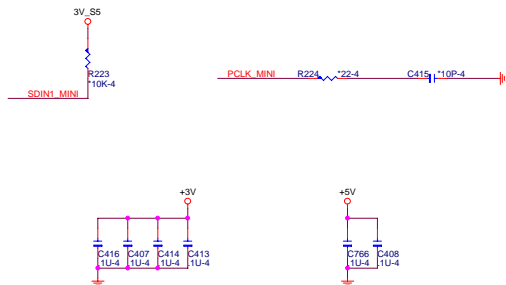 3V_S5
R223
*10K-4
SDIN1_MINI
PCLK_MINI R224 *22-4 C415 *10P-4
+3V +5V
C416 C407 C414 C413 C766 C408
.1U-4 .1U-4 .1U-4 .1U-4 .1U-4 .1U-4